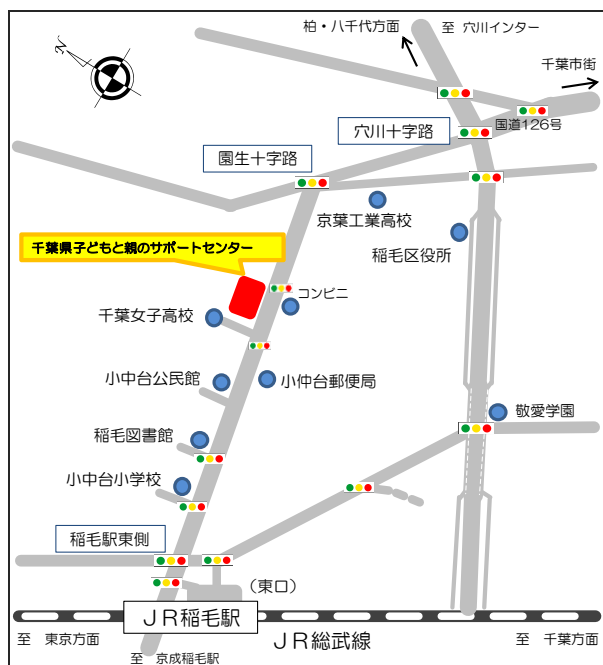 柏・八千代方面
至 穴川インター
千葉市街
N
国道126号
穴川十字路
園生十字路
京葉工業高校
稲毛区役所
千葉県子どもと親のサポートセンター
コンビニ
千葉女子高校
小中台公民館
小仲台郵便局
敬愛学園
稲毛図書館
小中台小学校
稲毛駅東側
(東口)
JR稲毛駅
JR総武線
至 東京方面
至 千葉方面
至 京成稲毛駅